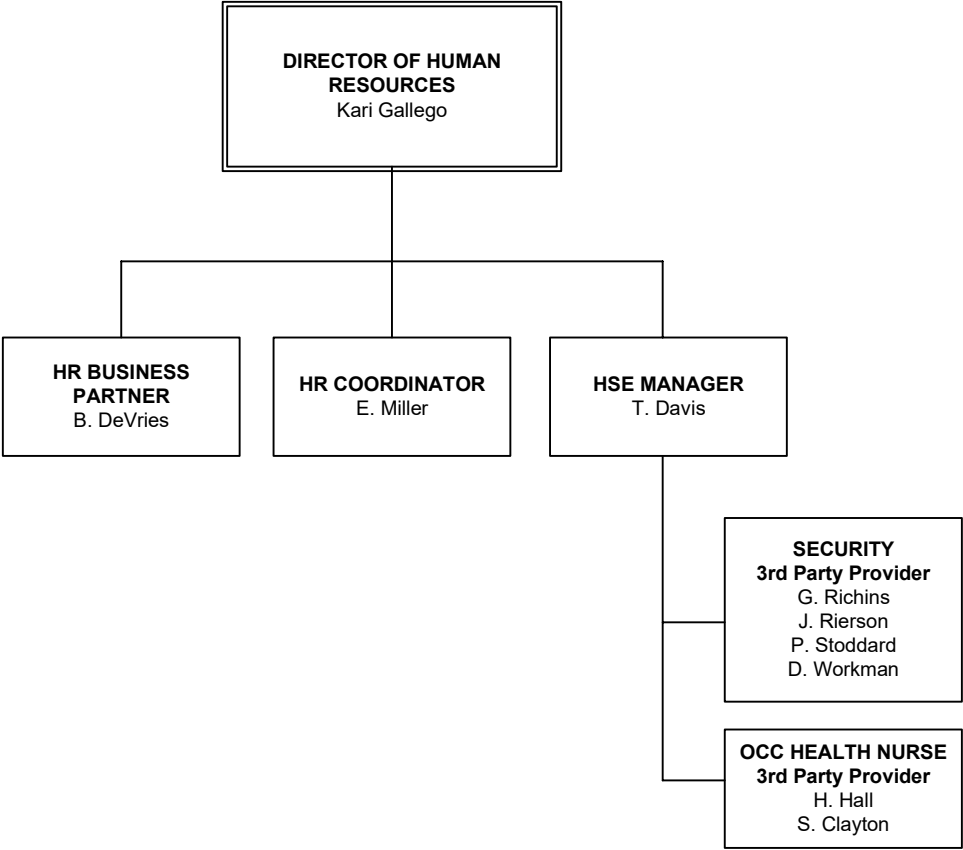 DIRECTOR OF HUMAN
RESOURCES
Kari Gallego
HR BUSINESS
PARTNER
B. DeVries
HR COORDINATOR
E. Miller
HSE MANAGER
T. Davis
SECURITY
3rd Party Provider
G. Richins
J. Rierson
P. Stoddard
D. Workman
OCC HEALTH NURSE
3rd Party Provider
H. Hall
S. Clayton